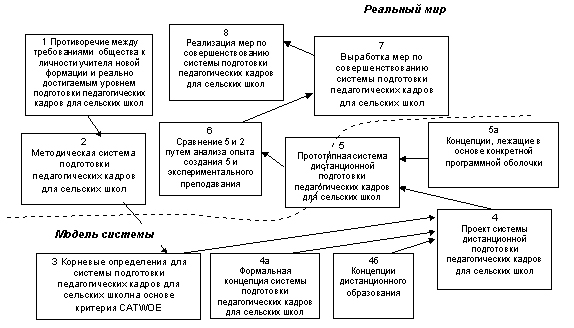 Реальный мир
8
Реализация мер по
совершенствованию
системы подготовки
педагогических кадров
для сельских школ
1 Противоречие между
требованиями общества к
личности учителя новой
формации и реально
достигаемым уровнем
подготовки педагогических
кадров для сельских школ
7
Выработка мер по
совершенствованию
системы подготовки
педагогических кадров
для сельских школ
2
Методическая система
подготовки
педагогических кадров
для сельских школ
6
Сравнение 5 и 2
путем анализа опыта
создания 5 и
экспериментального
преподавания
5
Прототипная система
дистанционной
подготовки
педагогических кадров
для сельских школ
5а
Концепции, лежащие в
основе конкретной
программной оболочки
Модель системы
3 Корневые определения для
системы подготовки
педагогических кадров для
сельских школна основе
критерия CATWOE
4а
Формальная
концепция системы
подготовки
педагогических кадров
для сельских школ
4б
Концепции
дистанционного
образования
4
Проект системы
дистанционной подготовки
педагогических кадров
для сельских школ